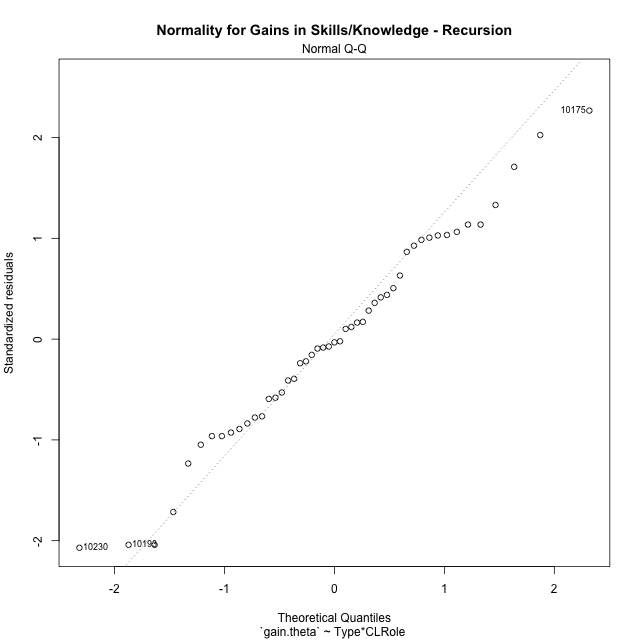 Normality for Gains in Skills/Knowledge - Recursion
Normal Q-Q
10175
2
1
0
-1
-2
Standardized residuals
10230
10193
-2
-1
0
1
2
Theoretical Quantiles
`gain.theta` ~ Type*CLRole